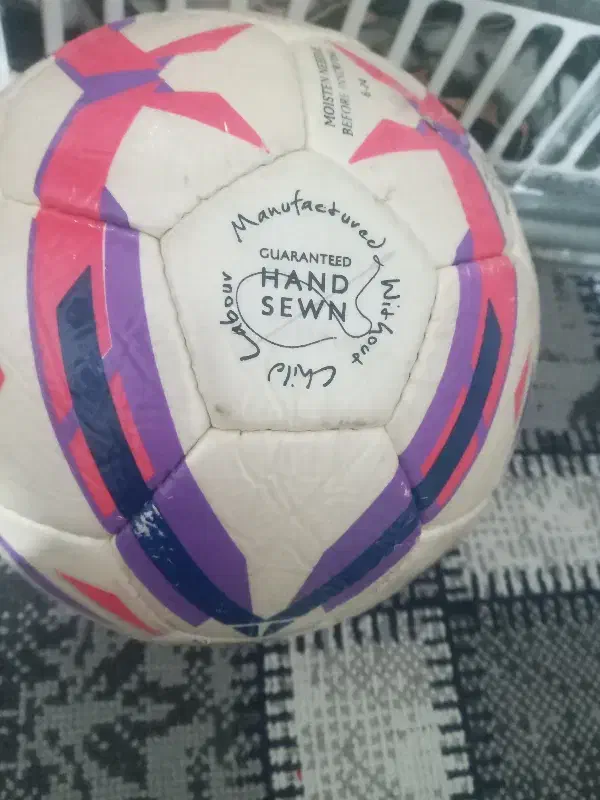 MOISTEN NEEDLE
BEFORE
Manufactured Without Child Labour
GUARANTEED
HAND
SEWN